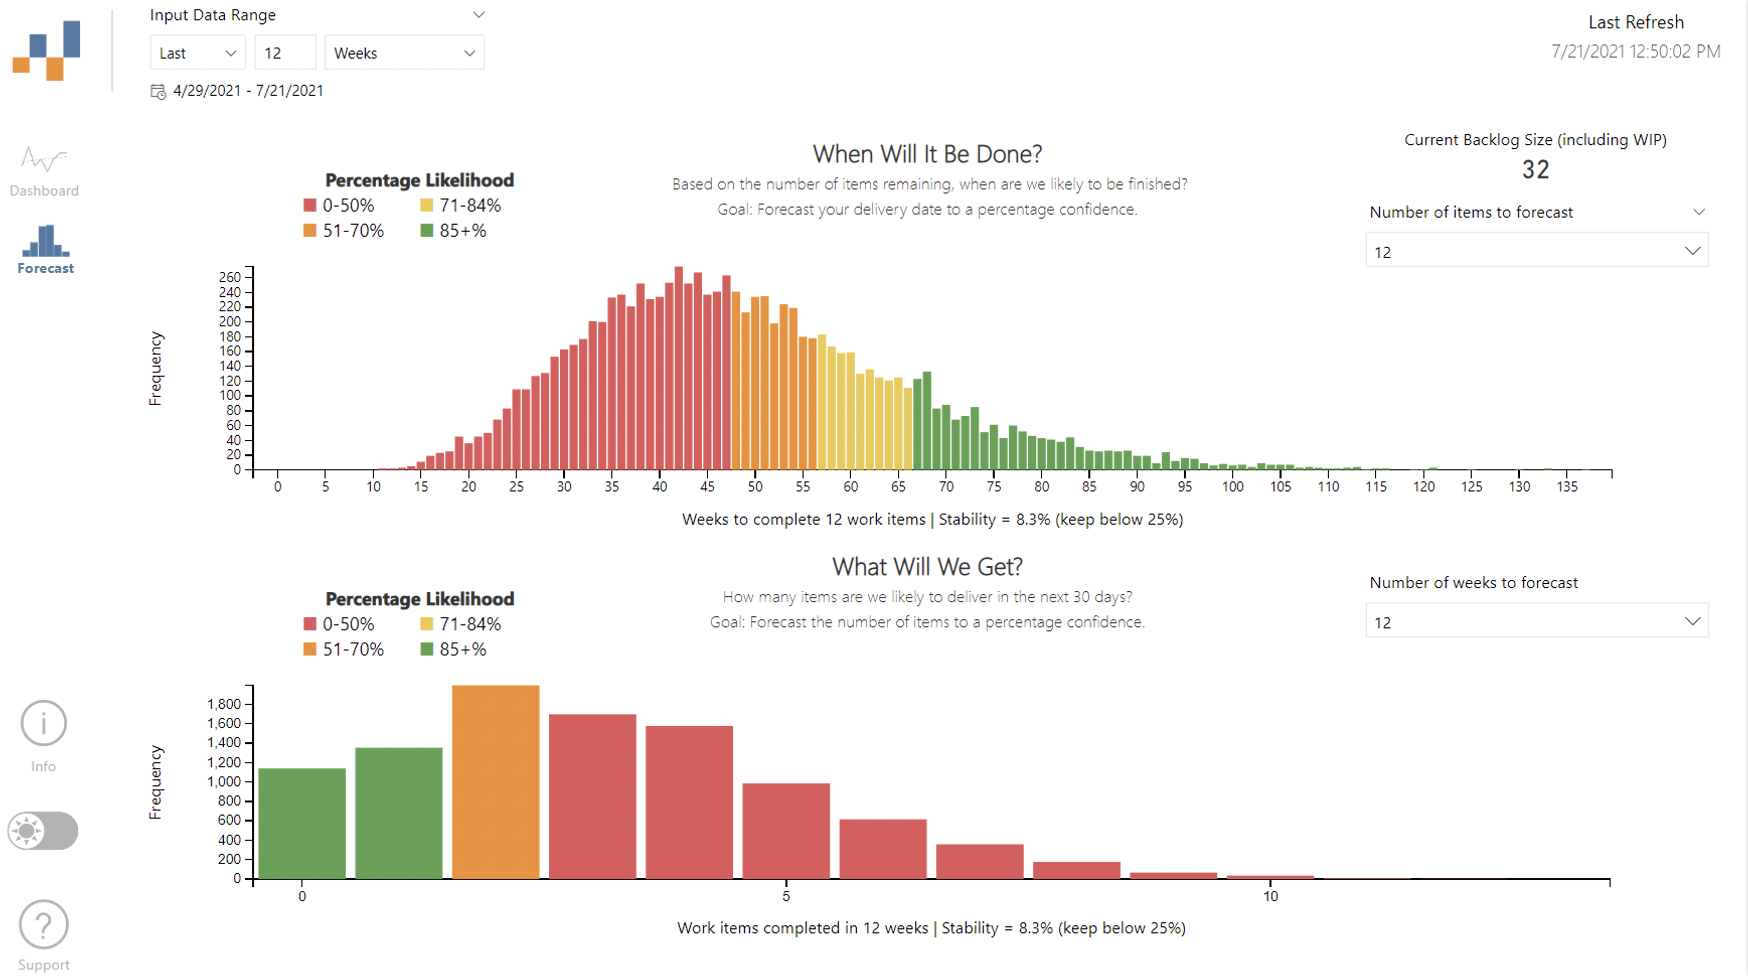 Input Data Range
Last 12 Weeks
4/29/2021 - 7/21/2021
Last Refresh
7/21/2021 12:50:02 PM
Dashboard
Forecast
Info
Support
When Will It Be Done?
Based on the number of items remaining, when are we likely to be finished?
Goal: Forecast your delivery date to a percentage confidence.
Percentage Likelihood
0-50% 71-84%
51-70% 85+%
Current Backlog Size (including WIP)
32
Number of items to forecast
12
Frequency
260
240
220
200
180
160
140
120
100
80
60
40
20
0
0 5 10 15 20 25 30 35 40 45 50 55 60 65 70 75 80 85 90 95 100 105 110 115 120 125 130 135
Weeks to complete 12 work items | Stability = 8.3% (keep below 25%)
What Will We Get?
How many items are we likely to deliver in the next 30 days?
Goal: Forecast the number of items to a percentage confidence.
Percentage Likelihood
0-50% 71-84%
51-70% 85+%
Number of weeks to forecast
12
Frequency
1,800
1,600
1,400
1,200
1,000
800
600
400
200
0
0 5 10
Work items completed in 12 weeks | Stability = 8.3% (keep below 25%)